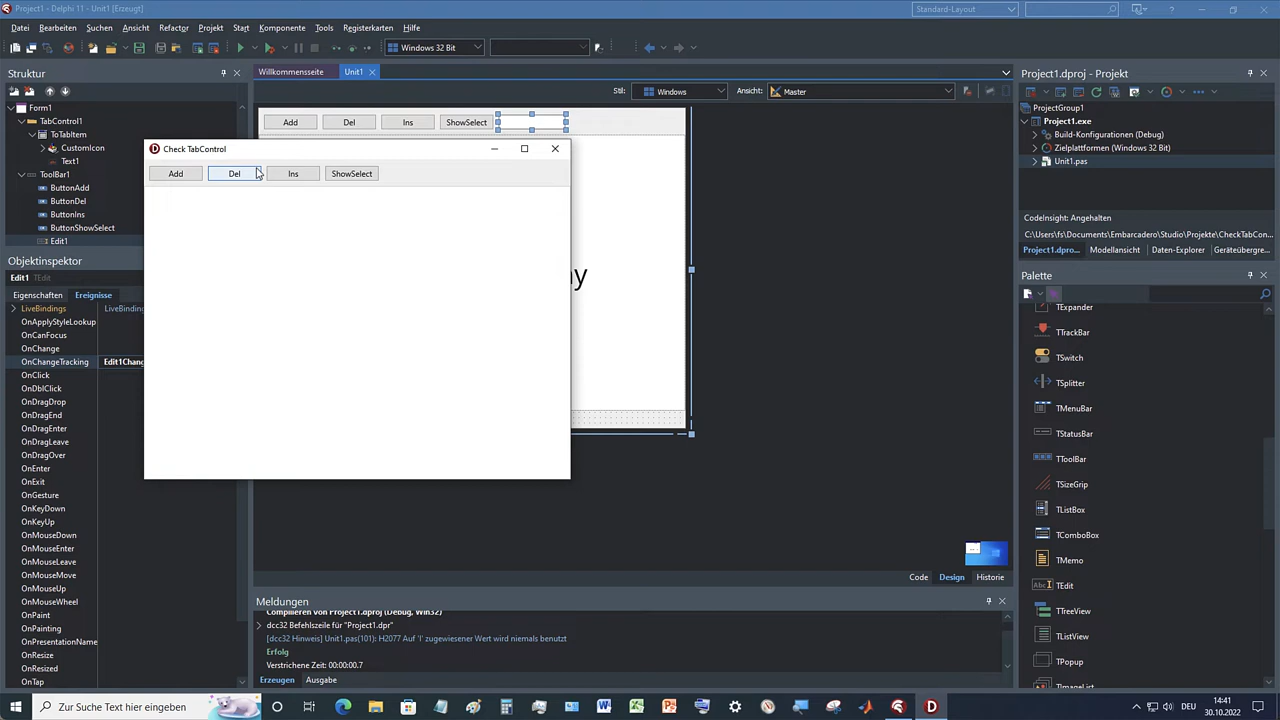 Project1 - Delphi 11 - Unit1 [Erzeugt]
Standard-Layout
Datei Bearbeiten Suchen Ansicht Refactor Projekt Start Komponente Tools Registerkarten Hilfe
Windows 32 Bit
Struktur
Form1
TabControl1
ToTabItem
CustomIcon
Text1
ToolBar1
ButtonAdd
ButtonDel
ButtonIns
ButtonShowSelect
Edit1
Objektinspektor
Edit1 TEdit
Eigenschaften Ereignisse
LiveBindings LiveBinding
OnApplyStyleLookup
OnCanFocus
OnChange
OnChangeTracking Edit1Chang
OnClick
OnDblClick
OnDragDrop
OnDragEnd
OnDragEnter
OnDragLeave
OnDragOver
OnEnter
OnExit
OnGesture
OnKeyDown
OnKeyUp
OnMouseDown
OnMouseEnter
OnMouseLeave
OnMouseMove
OnMouseUp
OnMouseWheel
OnPaint
OnPainting
OnPresentationName
OnResize
OnResized
OnTap
Willkommensseite Unit1
Stil: Windows Ansicht: Master
Add Del Ins ShowSelect
Check TabControl
Add Del Ins ShowSelect
ny
Code Design Historie
Meldungen
Compilieren von Project1.dproj (Debug, Win32)
dcc32 Befehlszeile für "Project1.dpr"
[dcc32 Hinweis] Unit1.pas(101): H2077 Auf 'I' zugewiesener Wert wird niemals benutzt
Erfolg
Verstrichene Zeit: 00:00:00.7
Erzeugen Ausgabe
Project1.dproj - Projekt
ProjectGroup1
Project1.exe
Build-Konfigurationen (Debug)
Zielplattformen (Windows 32 Bit)
Unit1.pas
CodeInsight: Angehalten
C:\Users\fs\Documents\Embarcadero\Studio\Projekte\CheckTabCon...
Project1.dpro... Modellansicht Daten-Explorer Geräteübergre...
Palette
TExpander
TTrackBar
TSwitch
TSplitter
TMenuBar
TStatusBar
TToolBar
TSizeGrip
TListBox
TComboBox
TMemo
TEdit
TTreeView
TListView
TPopup
TImageList
Zur Suche Text hier eingeben
DEU
14:41
30.10.2022